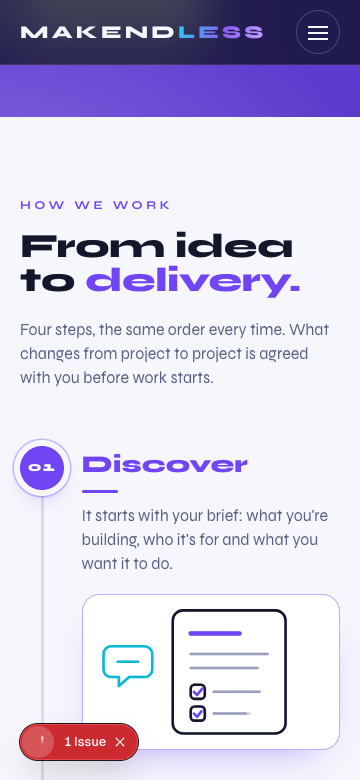 MAKENDLESS
HOW WE WORK
From idea
to delivery.
Four steps, the same order every time. What
changes from project to project is agreed
with you before work starts.
01
Discover
It starts with your brief: what you're
building, who it's for and what you
want it to do.
1 Issue